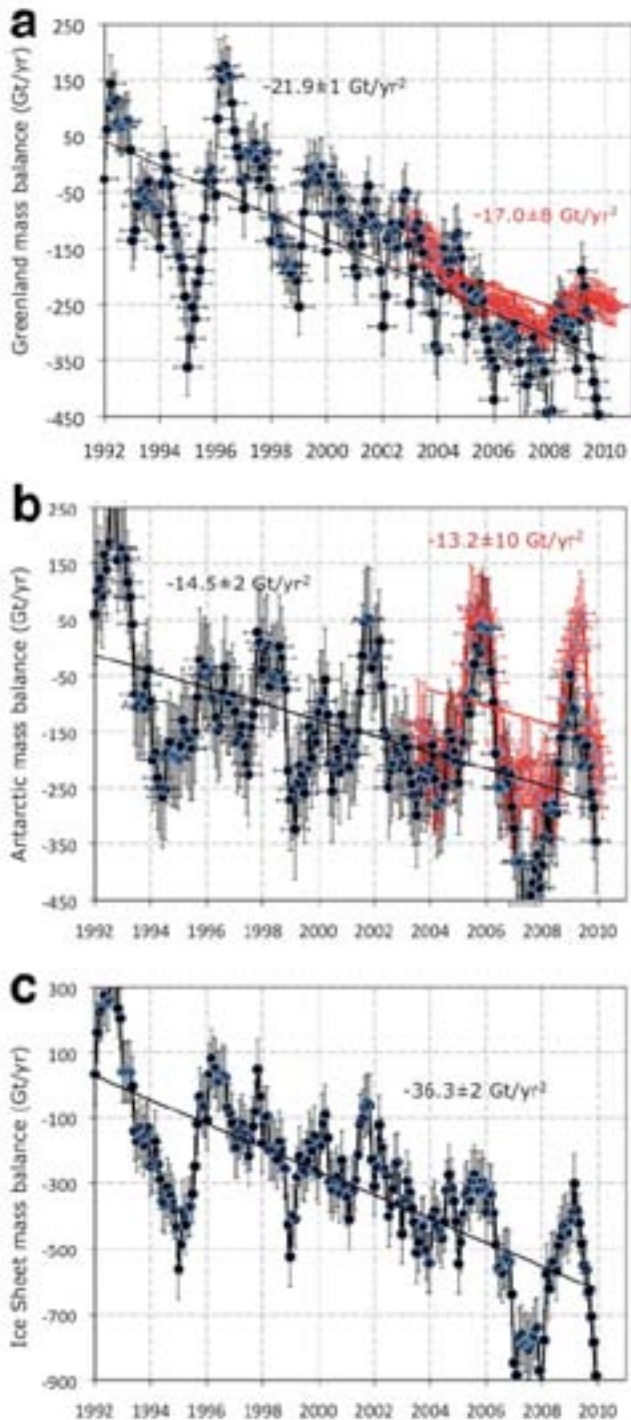 a
Greenland mass balance (Gt/yr)
250
150
50
-50
-150
-250
-350
-450
-21.9±1 Gt/yr²
-17.0±8 Gt/yr²
1992 1994 1996 1998 2000 2002 2004 2006 2008 2010
b
Antarctic mass balance (Gt/yr)
250
150
50
-50
-150
-250
-350
-450
-13.2±10 Gt/yr²
-14.5±2 Gt/yr²
1992 1994 1996 1998 2000 2002 2004 2006 2008 2010
c
Ice Sheet mass balance (Gt/yr)
300
100
-100
-300
-500
-700
-900
-36.3±2 Gt/yr²
1992 1994 1996 1998 2000 2002 2004 2006 2008 2010